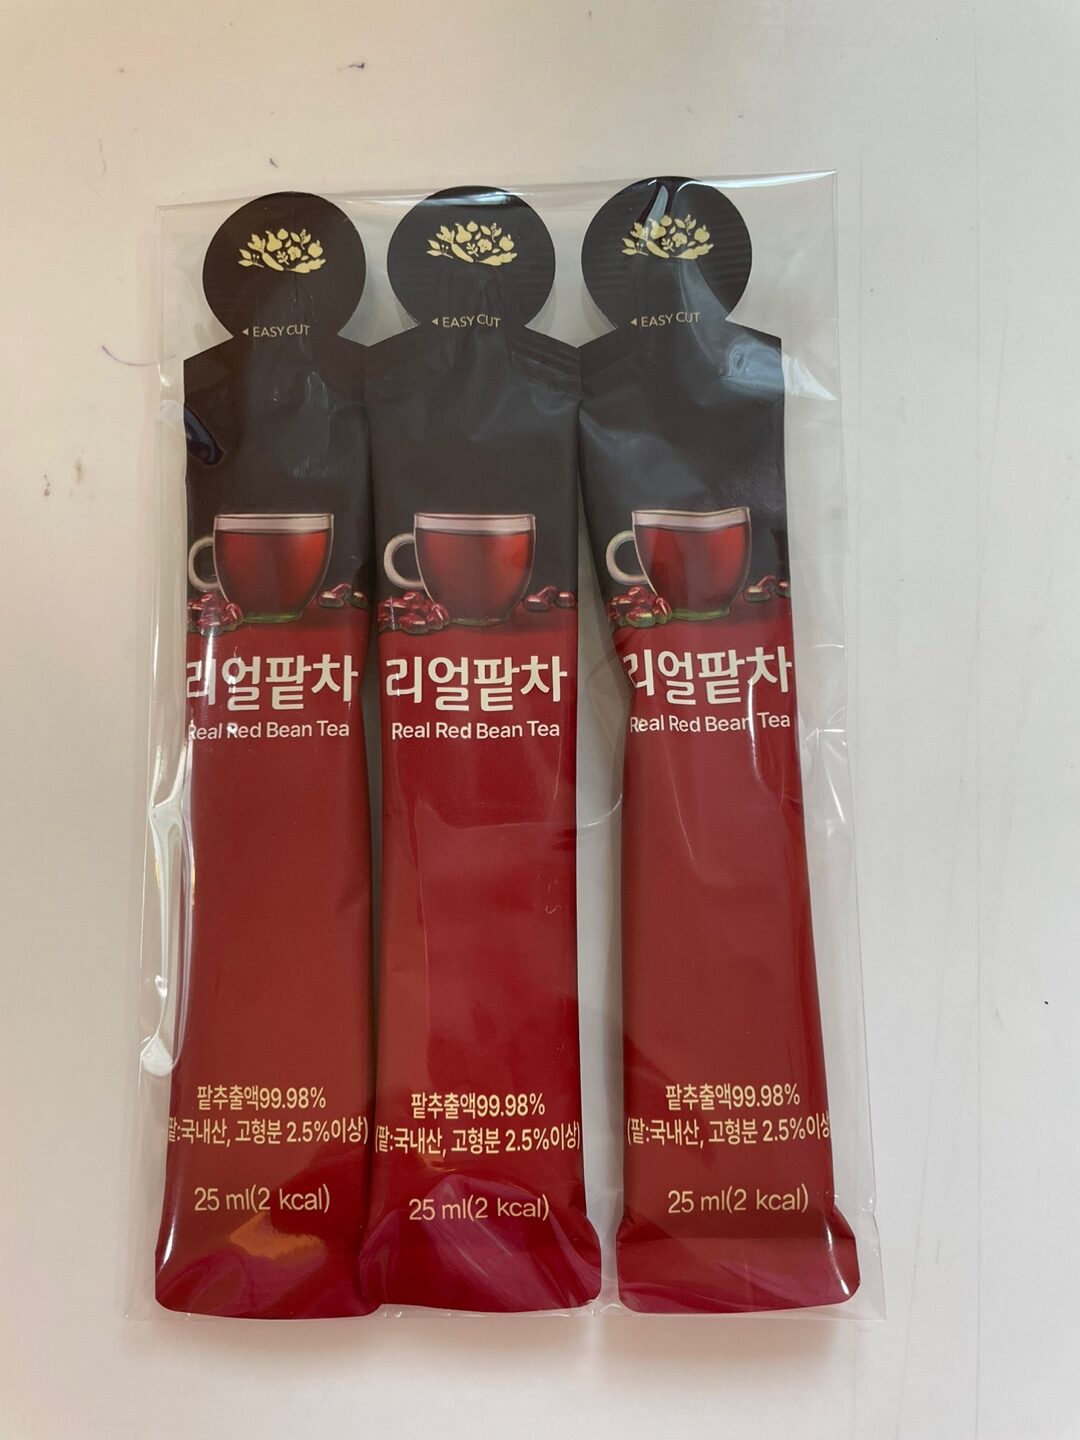 ◂ EASY CUT
리얼팥차
Real Red Bean Tea
팥추출액99.98%
팥:국내산, 고형분 2.5%이상)
25 ml(2 kcal)
◂ EASY CUT
리얼팥차
Real Red Bean Tea
팥추출액99.98%
(팥:국내산, 고형분 2.5%이상)
25 ml(2 kcal)
◂ EASY CUT
리얼팥차
Real Red Bean Tea
팥추출액99.98%
(팥:국내산, 고형분 2.5%이상
25 ml(2 kcal)